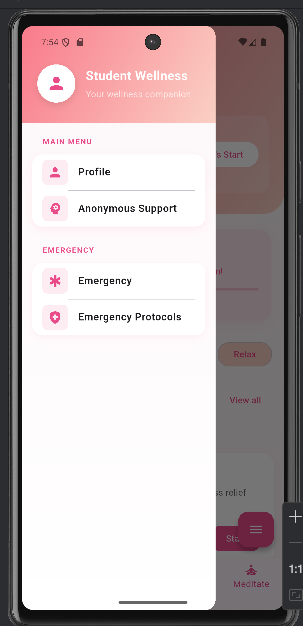 7:54
Student Wellness
Your wellness companion
MAIN MENU
Profile
's Start
Anonymous Support
EMERGENCY
Emergency
Emergency Protocols
Relax
View all
ss relief
Sta
Meditate
1:1